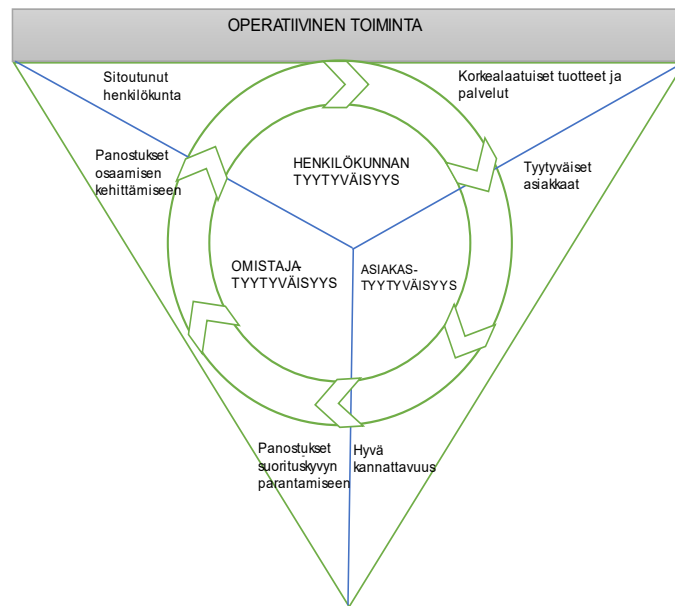 OPERATIIVINEN TOIMINTA
Sitoutunut
henkilökunta
Korkealaatuiset tuotteet ja
palvelut
Panostukset
osaamisen
kehittämiseen
HENKILÖKUNNAN
TYYTYVÄISYYS
Tyytyväiset
asiakkaat
OMISTAJA-
TYYTYVÄISYYS
ASIAKAS-
TYYTYVÄISYYS
Panostukset
suorituskyvyn
parantamiseen
Hyvä
kannattavuus